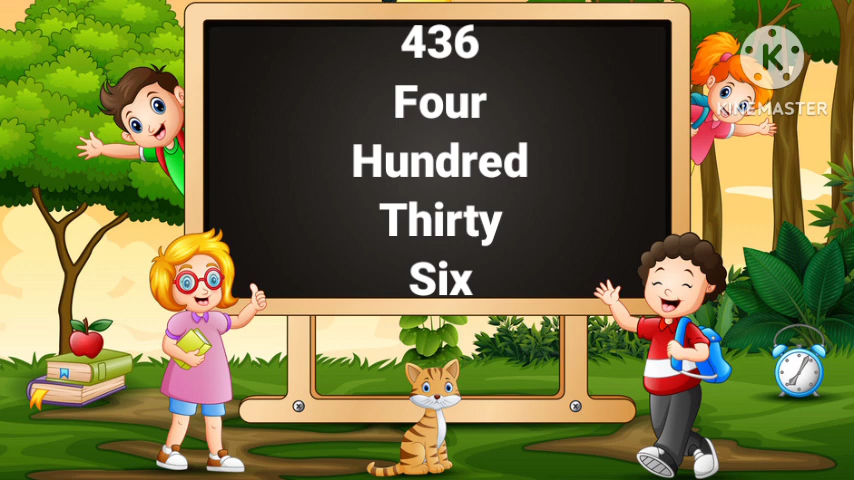 436
Four
Hundred
Thirty
Six
K
KINEMASTER